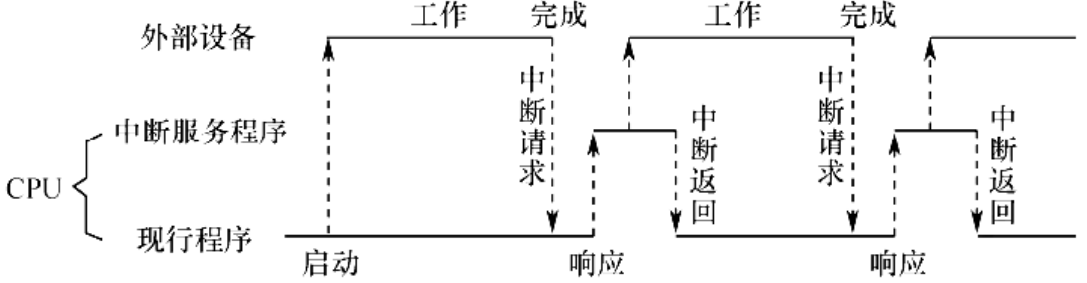 工作 完成 工作 完成
外部设备
中断请求 中断请求
中断服务程序
中断返回 中断返回
CPU
现行程序
启动 响应 响应